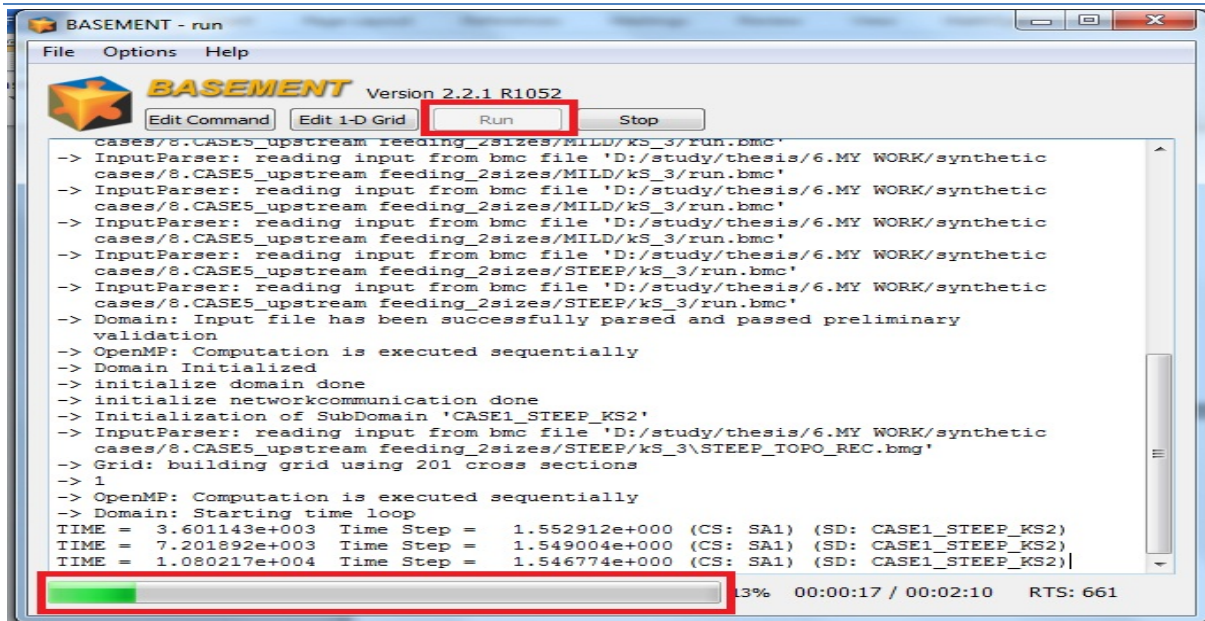 BASEMENT - run
File Options Help
BASEMENT Version 2.2.1 R1052
Edit Command Edit 1-D Grid Run Stop
cases/8.CASE5_upstream feeding_2sizes/MILD/kS_3/run.bmc'
-> InputParser: reading input from bmc file 'D:/study/thesis/6.MY WORK/synthetic
cases/8.CASE5_upstream feeding_2sizes/MILD/kS_3/run.bmc'
-> InputParser: reading input from bmc file 'D:/study/thesis/6.MY WORK/synthetic
cases/8.CASE5_upstream feeding_2sizes/MILD/kS_3/run.bmc'
-> InputParser: reading input from bmc file 'D:/study/thesis/6.MY WORK/synthetic
cases/8.CASE5_upstream feeding_2sizes/MILD/kS_3/run.bmc'
-> InputParser: reading input from bmc file 'D:/study/thesis/6.MY WORK/synthetic
cases/8.CASE5_upstream feeding_2sizes/STEEP/kS_3/run.bmc'
-> InputParser: reading input from bmc file 'D:/study/thesis/6.MY WORK/synthetic
cases/8.CASE5_upstream feeding_2sizes/STEEP/kS_3/run.bmc'
-> Domain: Input file has been successfully parsed and passed preliminary
validation
-> OpenMP: Computation is executed sequentially
-> Domain Initialized
-> initialize domain done
-> initialize networkcommunication done
-> Initialization of SubDomain 'CASE1_STEEP_KS2'
-> InputParser: reading input from bmc file 'D:/study/thesis/6.MY WORK/synthetic
cases/8.CASE5_upstream feeding_2sizes/STEEP/kS_3\STEEP_TOPO_REC.bmg'
-> Grid: building grid using 201 cross sections
-> 1
-> OpenMP: Computation is executed sequentially
-> Domain: Starting time loop
TIME = 3.601143e+003 Time Step = 1.552912e+000 (CS: SA1) (SD: CASE1_STEEP_KS2)
TIME = 7.201892e+003 Time Step = 1.549004e+000 (CS: SA1) (SD: CASE1_STEEP_KS2)
TIME = 1.080217e+004 Time Step = 1.546774e+000 (CS: SA1) (SD: CASE1_STEEP_KS2)
13% 00:00:17 / 00:02:10 RTS: 661